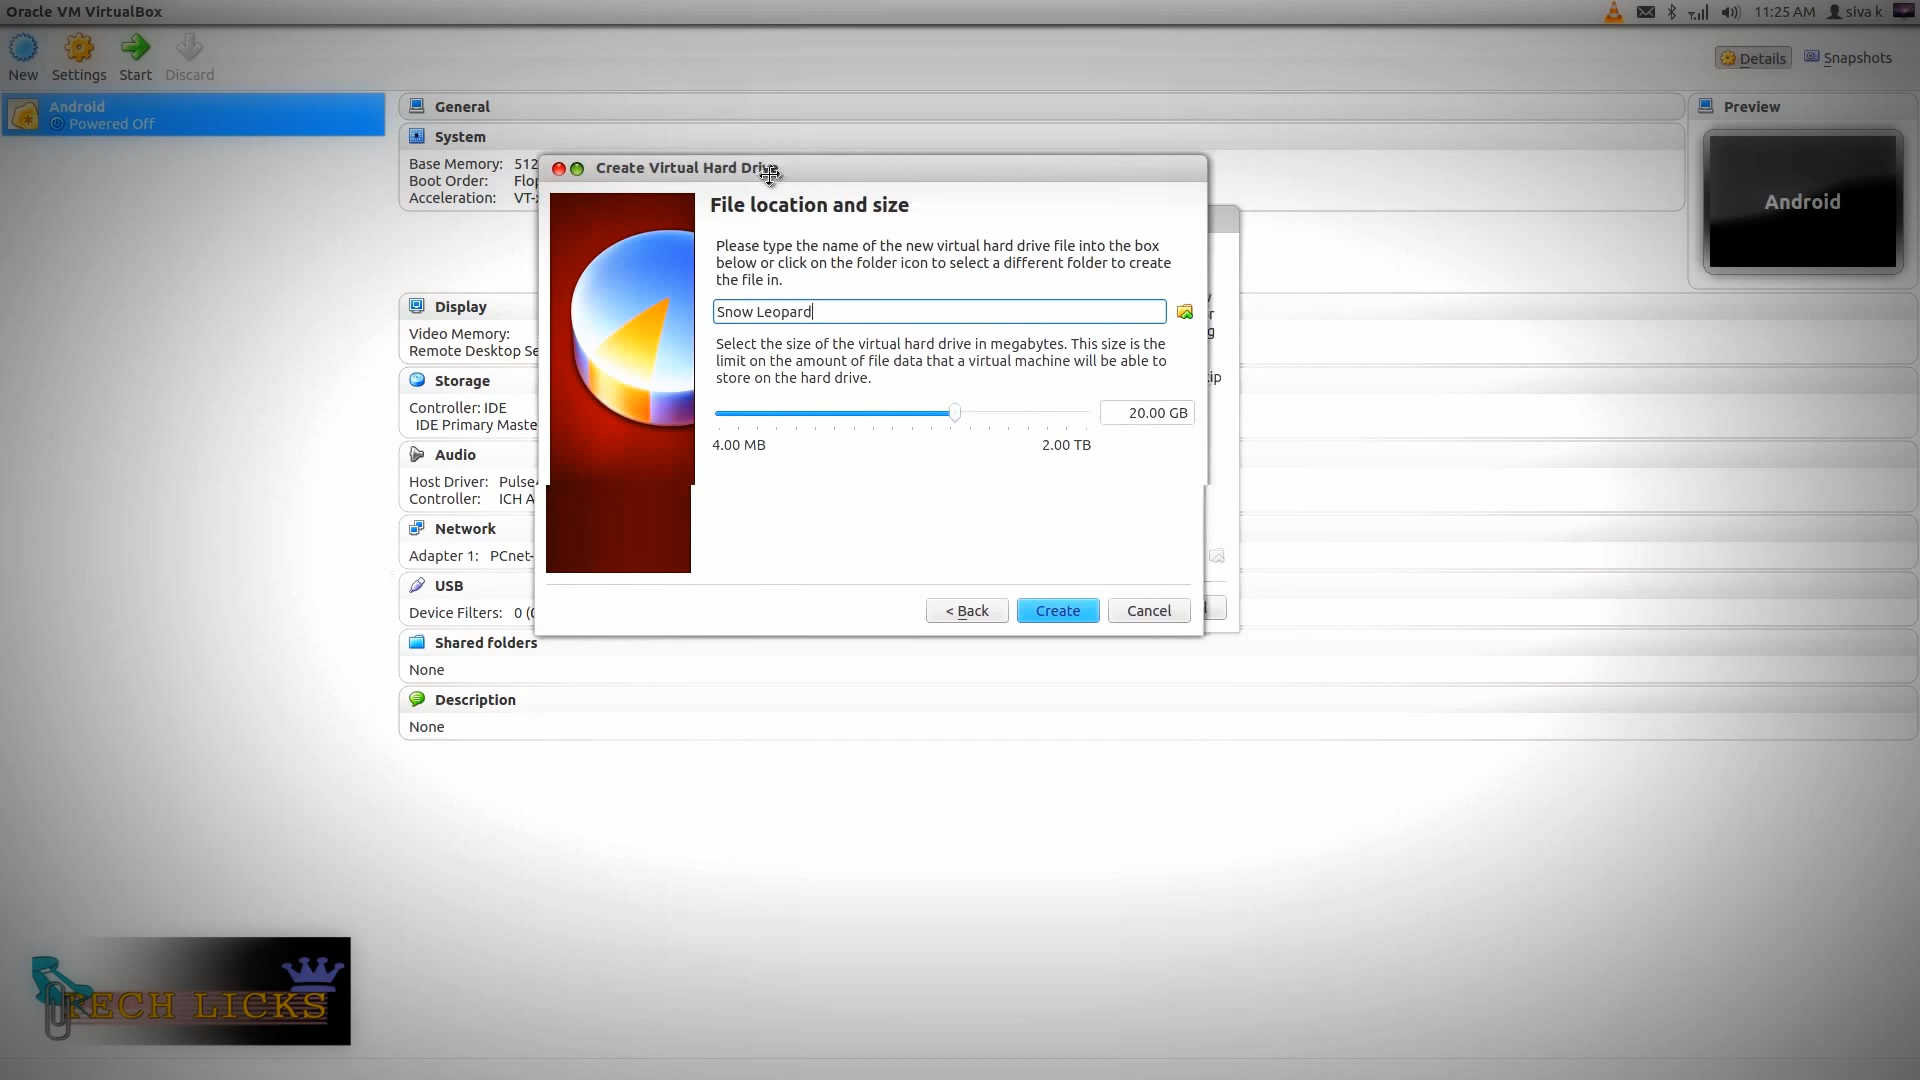 Oracle VM VirtualBox
11:25 AM siva k
New Settings Start Discard
Details Snapshots
Android
Powered Off
General
System
Base Memory: 512
Boot Order: Flop
Acceleration: VT-x
Preview
Android
Create Virtual Hard Drive
File location and size
Please type the name of the new virtual hard drive file into the box
below or click on the folder icon to select a different folder to create
the file in.
Snow Leopard
Select the size of the virtual hard drive in megabytes. This size is the
limit on the amount of file data that a virtual machine will be able to
store on the hard drive.
20.00 GB
4.00 MB 2.00 TB
< Back Create Cancel
Display
Video Memory:
Remote Desktop Se
Storage
Controller: IDE
IDE Primary Maste
Audio
Host Driver: Pulse
Controller: ICH A
Network
Adapter 1: PCnet-
USB
Device Filters: 0
Shared folders
None
Description
None
TECH LICKS